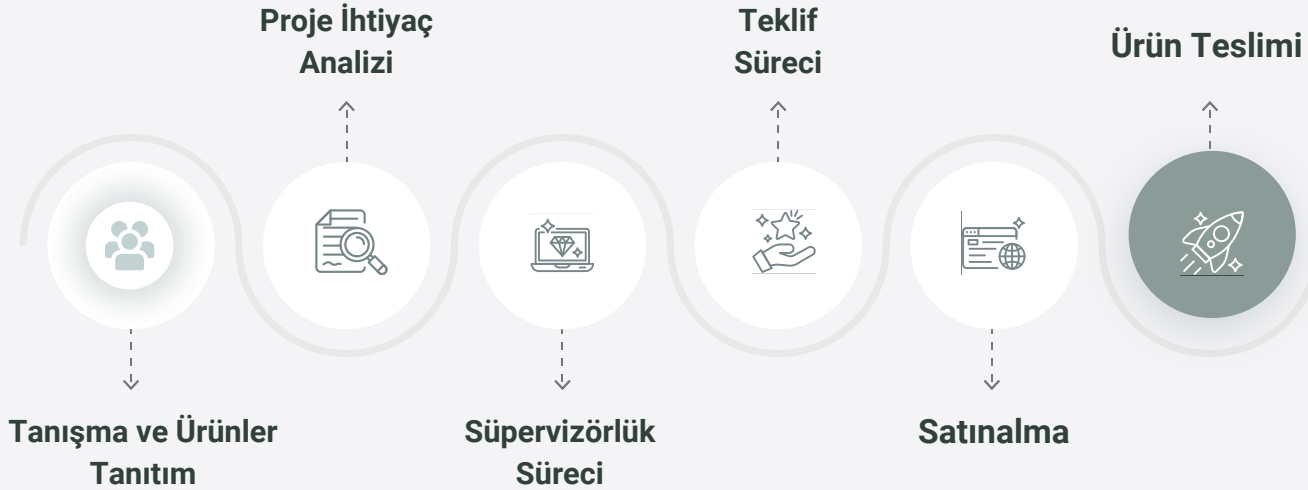 Proje İhtiyaç
Analizi
Teklif
Süreci
Ürün Teslimi
Tanışma ve Ürünler
Tanıtım
Süpervizörlük
Süreci
Satınalma